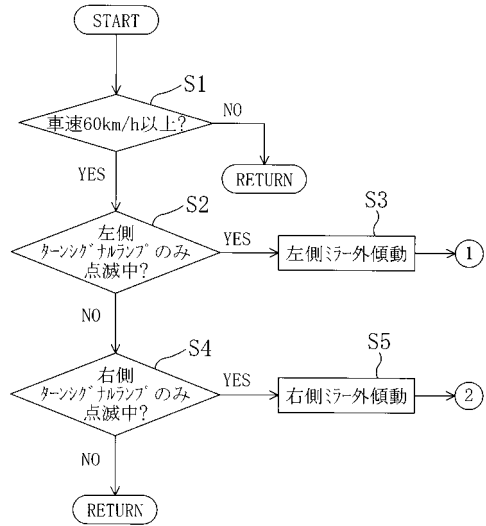 START
S1
車速60km/h以上?
NO
RETURN
YES
S2
左側
ﾀｰﾝｼｸﾞﾅﾙﾗﾝﾌﾟのみ
点滅中?
YES
S3
左側ﾐﾗｰ外傾動
1
NO
S4
右側
ﾀｰﾝｼｸﾞﾅﾙﾗﾝﾌﾟのみ
点滅中?
YES
S5
右側ﾐﾗｰ外傾動
2
NO
RETURN